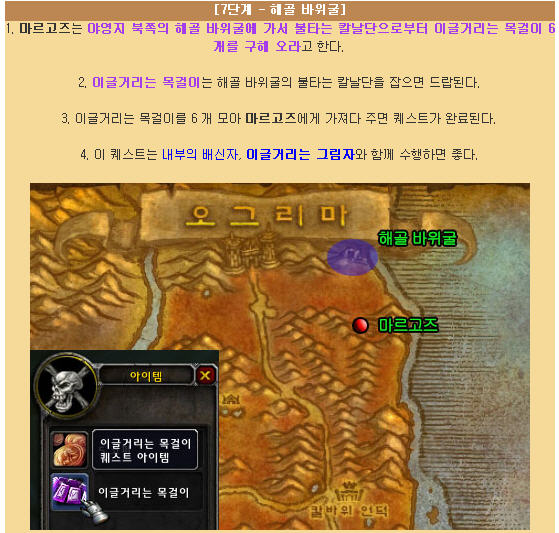 [7단계 - 해골 바위굴]
1. 마르고즈는 야영지 북쪽의 해골 바위굴에 가서 불타는 칼날단으로부터 이글거리는 목걸이 6
개를 구해 오라고 한다.
2. 이글거리는 목걸이는 해골 바위굴의 불타는 칼날단을 잡으면 드랍된다.
3. 이글거리는 목걸이를 6 개 모아 마르고즈에게 가져다 주면 퀘스트가 완료된다.
4. 이 퀘스트는 내부의 배신자, 이글거리는 그림자와 함께 수행하면 좋다.
오그리마
해골 바위굴
마르고즈
아이템
이글거리는 목걸이
퀘스트 아이템
이글거리는 목걸이
칼바위 언덕